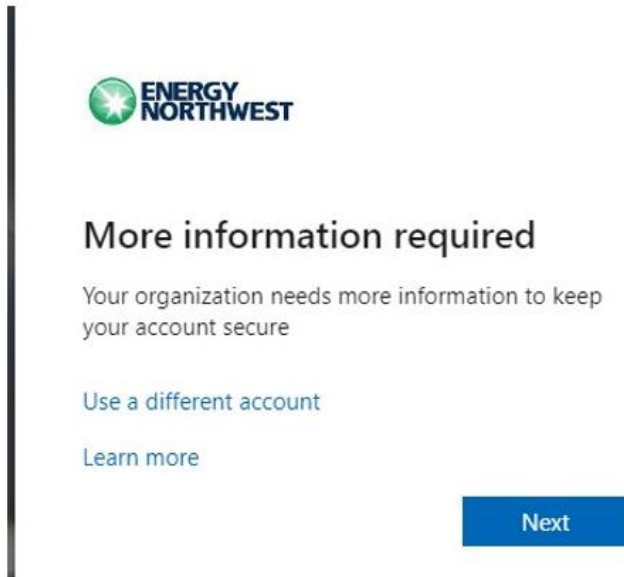 ENERGY
NORTHWEST
More information required
Your organization needs more information to keep
your account secure
Use a different account
Learn more
Next